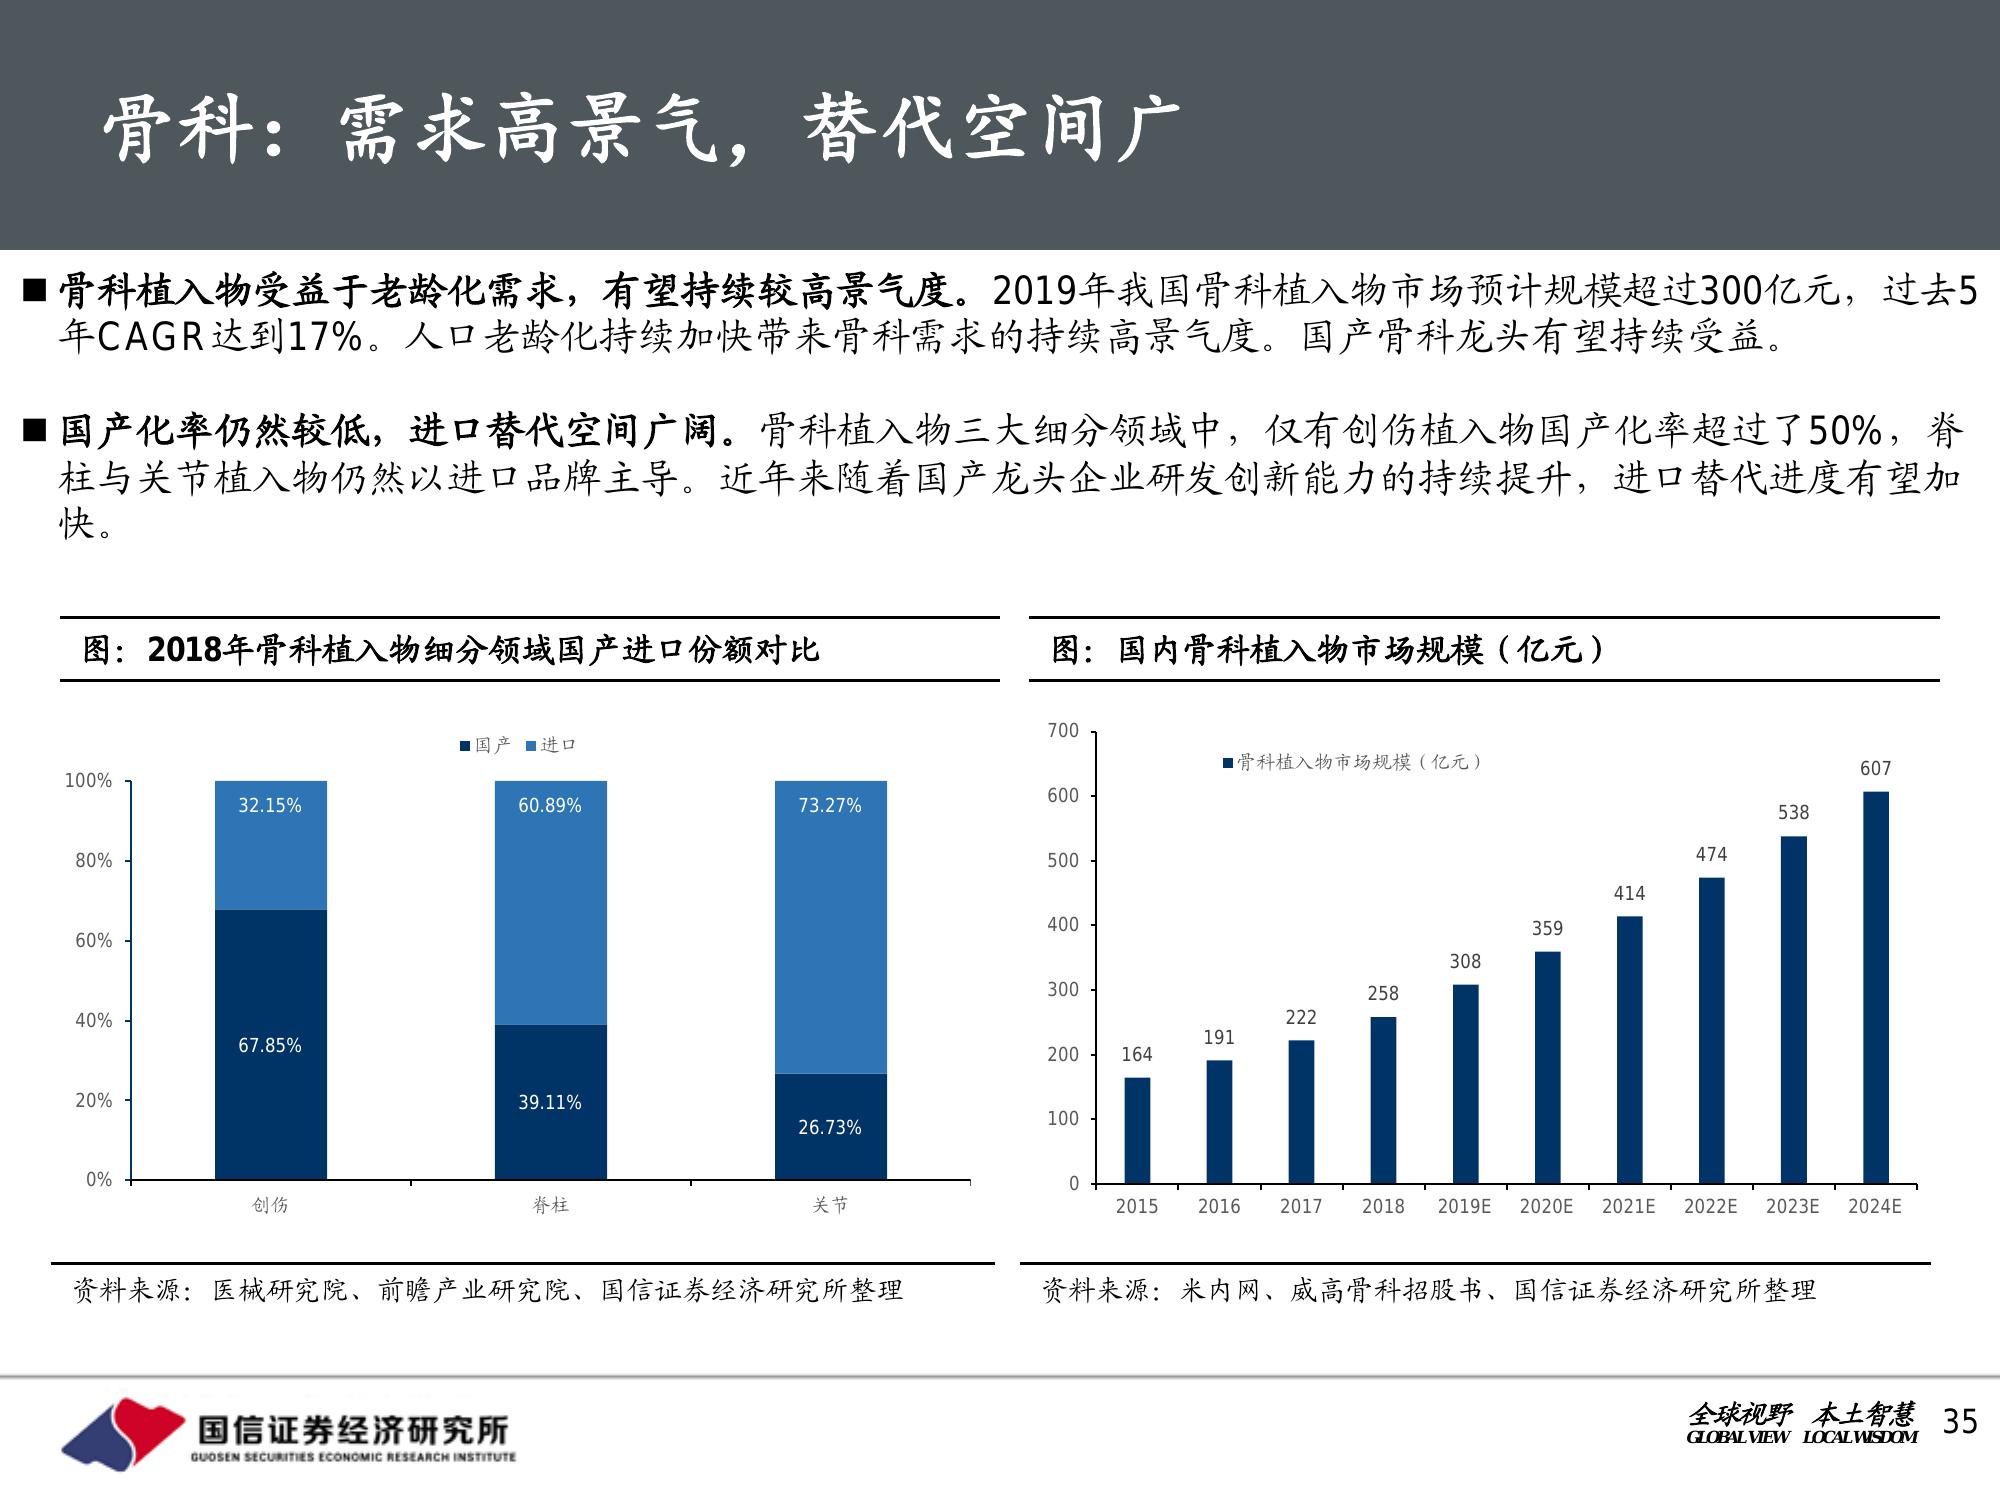 骨科：需求高景气，替代空间广
■骨科植入物受益于老龄化需求，有望持续较高景气度。2019年我国骨科植入物市场预计规模超过300亿元，过去5
年CAGR达到17%。人口老龄化持续加快带来骨科需求的持续高景气度。国产骨科龙头有望持续受益。
■国产化率仍然较低，进口替代空间广阔。骨科植入物三大细分领域中，仅有创伤植入物国产化率超过了50%，脊
柱与关节植入物仍然以进口品牌主导。近年来随着国产龙头企业研发创新能力的持续提升，进口替代进度有望加
快。
图：2018年骨科植入物细分领域国产进口份额对比
国产 进口
100%
80%
60%
40%
20%
0%
32.15% 60.89% 73.27%
67.85% 39.11% 26.73%
创伤 脊柱 关节
资料来源：医械研究院、前瞻产业研究院、国信证券经济研究所整理
图：国内骨科植入物市场规模（亿元）
骨科植入物市场规模（亿元）
700
600
500
400
300
200
100
0
164 191 222 258 308 359 414 474 538 607
2015 2016 2017 2018 2019E 2020E 2021E 2022E 2023E 2024E
资料来源：米内网、威高骨科招股书、国信证券经济研究所整理
国信证券经济研究所
GUOSEN SECURITIES ECONOMIC RESEARCH INSTITUTE
全球视野 本土智慧
GLOBAL VIEW LOCAL WISDOM
35